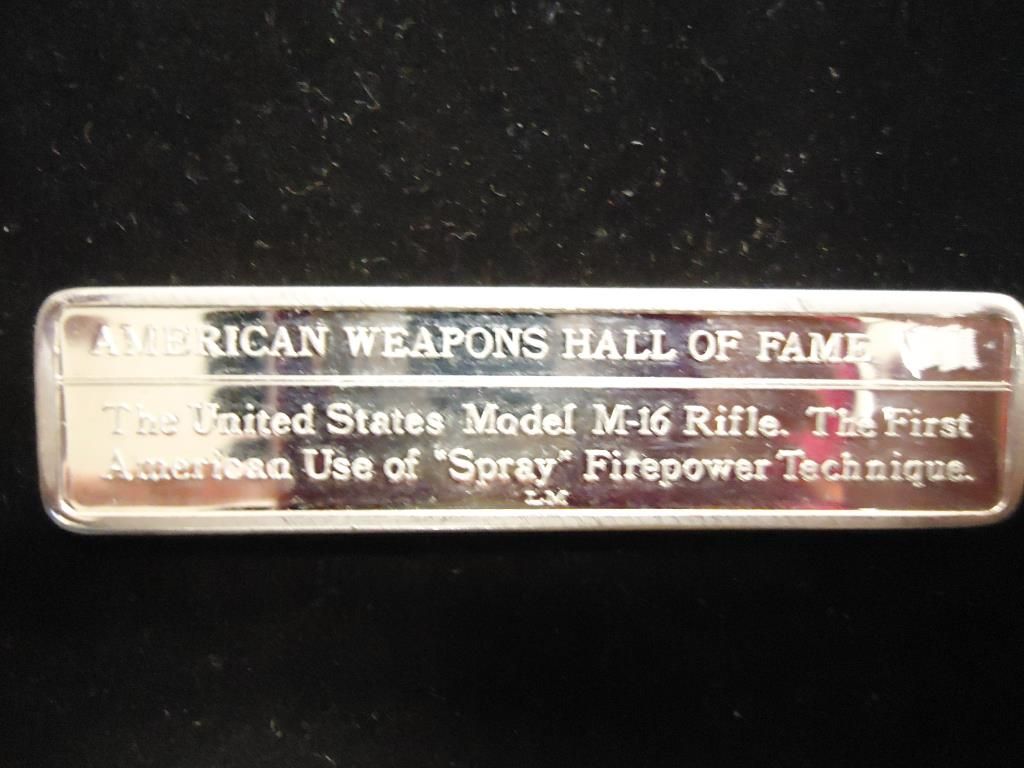 AMERICAN WEAPONS HALL OF FAME
The United States Model M-16 Rifle. The First
American Use of "Spray" Firepower Technique.
LM